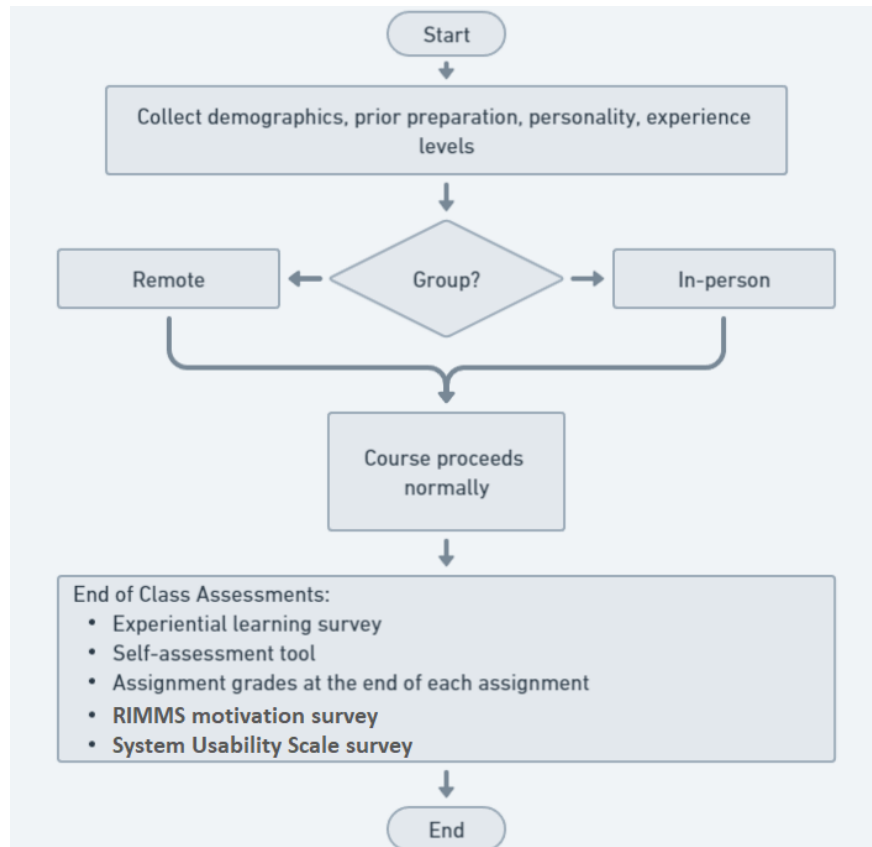 Start
Collect demographics, prior preparation, personality, experience
levels
Group?
Remote
In-person
Course proceeds
normally
End of Class Assessments:
• Experiential learning survey
• Self-assessment tool
• Assignment grades at the end of each assignment
• RIMMS motivation survey
• System Usability Scale survey
End